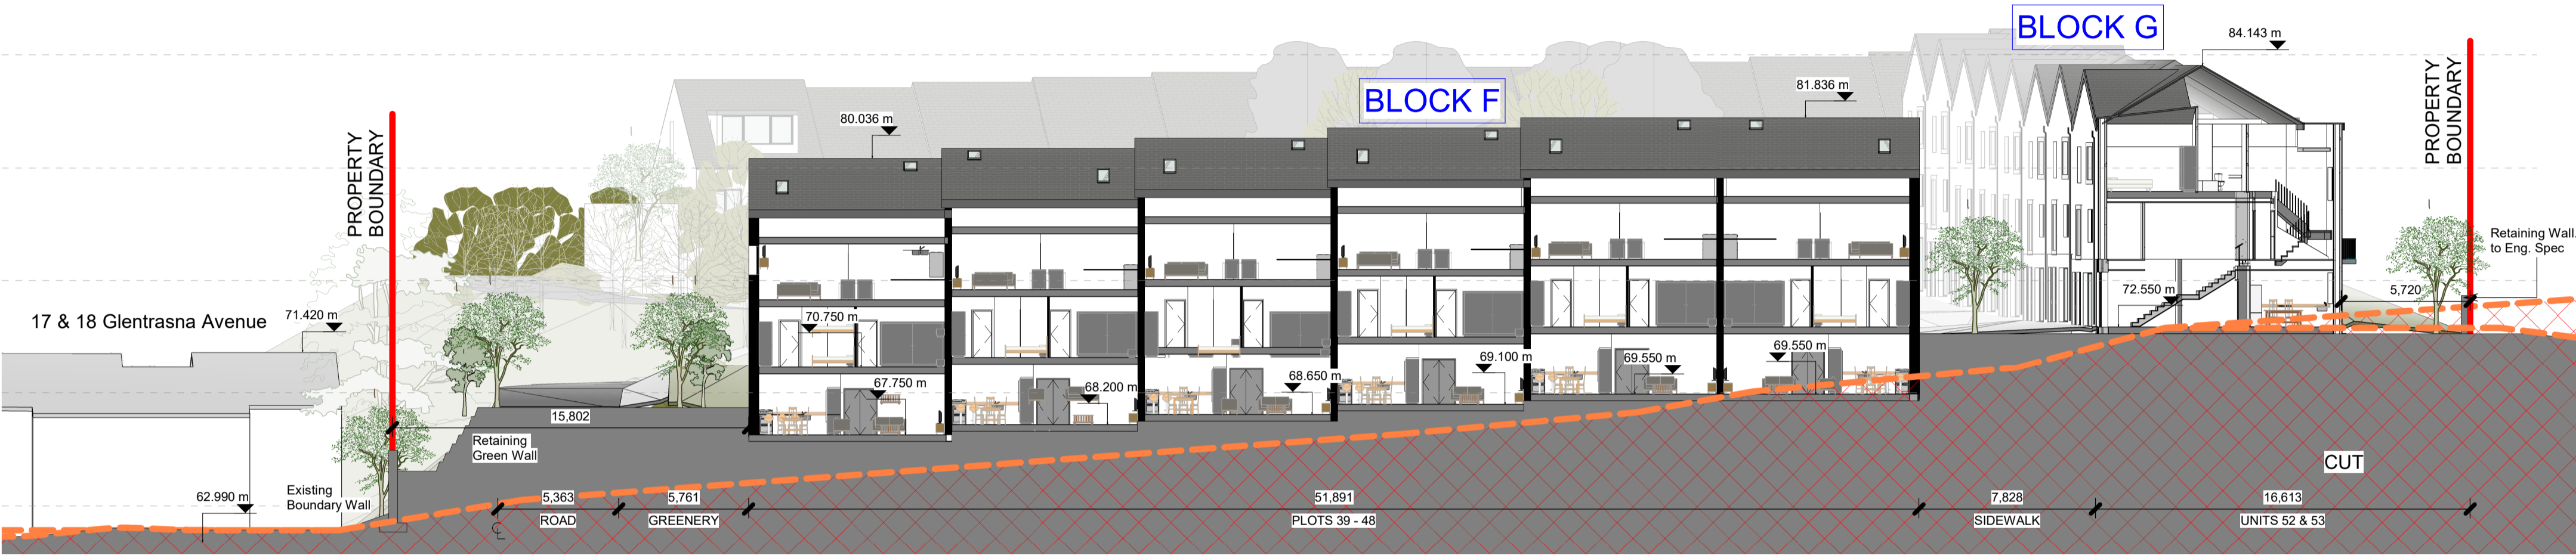 BLOCK G
84.143 m
PROPERTY
BOUNDARY
BLOCK F
81.836 m
80.036 m
PROPERTY
BOUNDARY
Retaining Wall.
to Eng. Spec
5,720
72.550 m
17 & 18 Glentrasna Avenue
71.420 m
70.750 m
69.100 m
69.550 m
69.550 m
67.750 m
68.200 m
68.650 m
15,802
Retaining
Green Wall
CUT
62.990 m
Existing
Boundary Wall
5,363
5,761
51,891
7,828
16,613
ROAD
GREENERY
PLOTS 39 - 48
SIDEWALK
UNITS 52 & 53